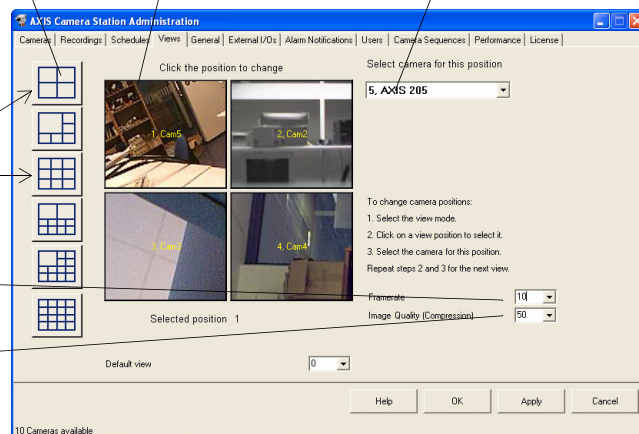 AXIS Camera Station Administration
Cameras Recordings Schedules Views General External I/Os Alarm Notifications Users Camera Sequences Performance License
Click the position to change
Select camera for this position
5, AXIS 205
1, Cam5
2, Cam2
3, Cam3
4, Cam4
To change camera positions:
1. Select the view mode.
2. Click on a view position to select it.
3. Select the camera for this position.
Repeat steps 2 and 3 for the next view.
Framerate 10
Image Quality (Compression) 50
Selected position 1
Default view 0
Help OK Apply Cancel
10 Cameras available